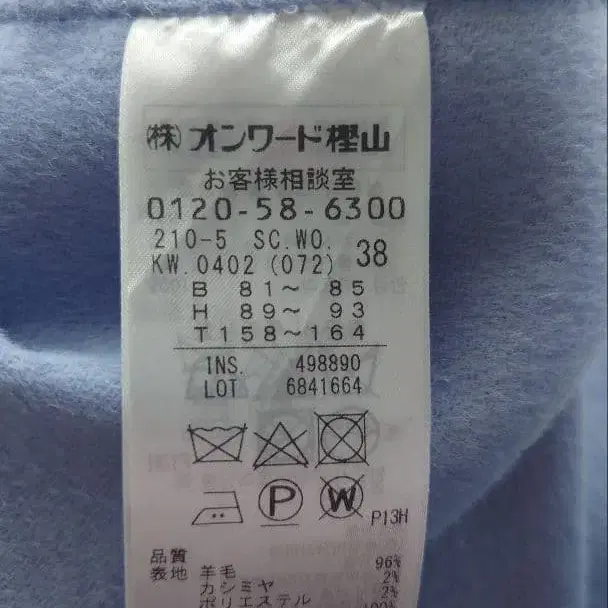 ㈱オンワード樫山
お客様相談室
0120-58-6300
210-5 SC.WO.
KW.0402 (072) 38
B 81～ 85
H 89～ 93
T 158～164
INS. 498890
LOT 6841664
P W P13H
品質
表地 羊毛 96%
カシミヤ 2%
ポリエステル 2%
100%